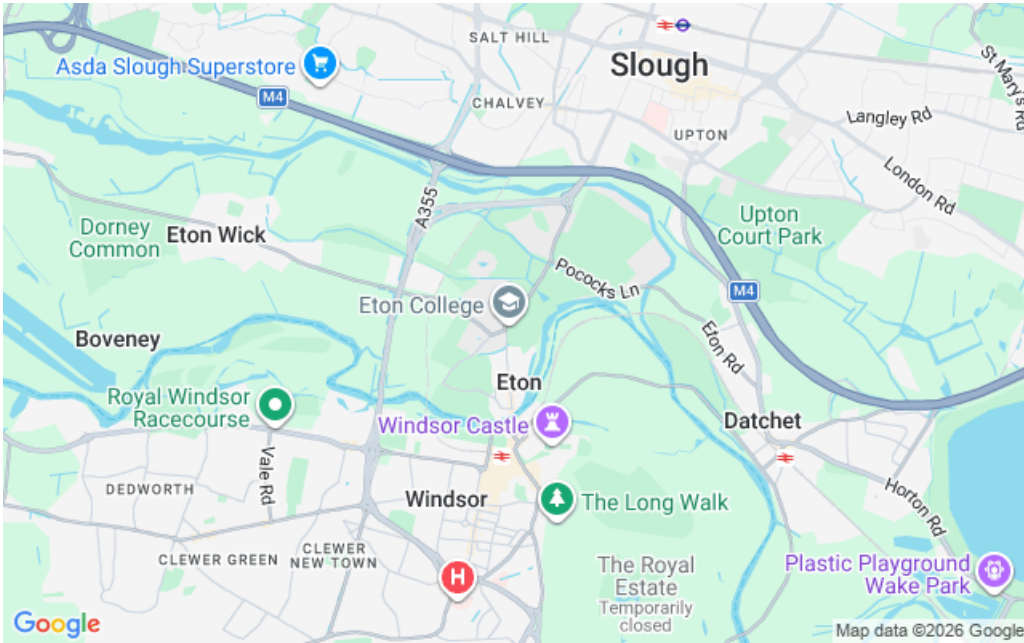 SALT HILL
Slough
Asda Slough Superstore
M4
CHALVEY
St Mary's Rd
Langley Rd
UPTON
London Rd
A355
Dorney
Common
Eton Wick
Upton
Court Park
Pococks Ln
M4
Eton College
Boveney
Eton Rd
Eton
Royal Windsor
Racecourse
Windsor Castle
Datchet
Vale Rd
DEDWORTH
Windsor
The Long Walk
Horton Rd
CLEWER GREEN
CLEWER
NEW TOWN
H
The Royal
Estate
Temporarily
closed
Plastic Playground
Wake Park
Google
Map data ©2026 Google